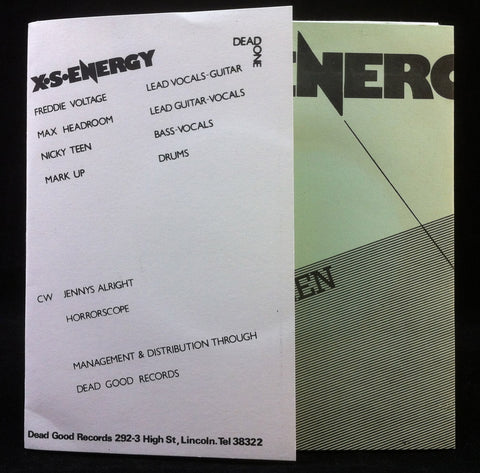 DEAD ONE
X·S·ENERGY
FREDDIE VOLTAGE LEAD VOCALS-GUITAR
MAX HEADROOM LEAD GUITAR-VOCALS
NICKY TEEN BASS-VOCALS
MARK UP DRUMS
CW JENNYS ALRIGHT
HORRORSCOPE
MANAGEMENT & DISTRIBUTION THROUGH
DEAD GOOD RECORDS
Dead Good Records 292-3 High St, Lincoln. Tel 38322
ENERG
EN